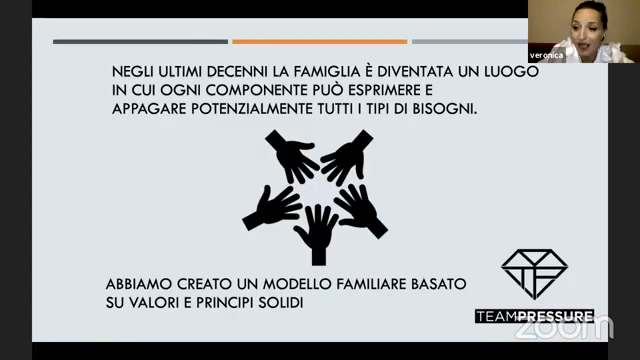 veronica
NEGLI ULTIMI DECENNI LA FAMIGLIA È DIVENTATA UN LUOGO
IN CUI OGNI COMPONENTE PUÒ ESPRIMERE E
APPAGARE POTENZIALMENTE TUTTI I TIPI DI BISOGNI.
ABBIAMO CREATO UN MODELLO FAMILIARE BASATO
SU VALORI E PRINCIPI SOLIDI
TEAMPRESSURE
zoom